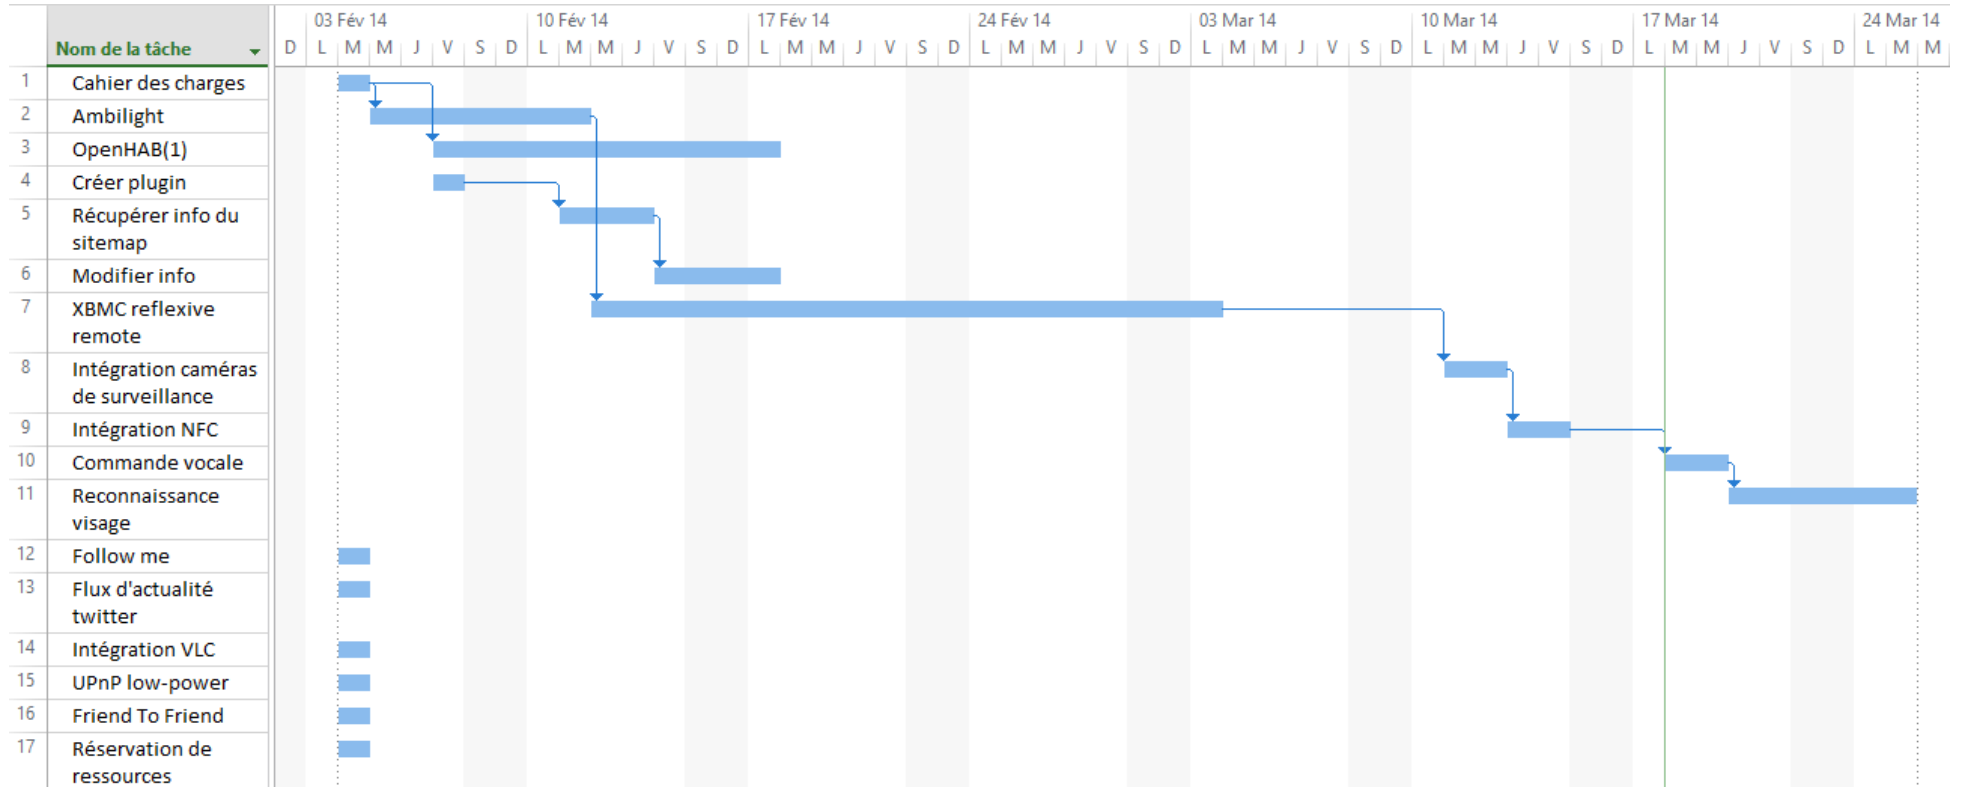 03 Fév 14 10 Fév 14 17 Fév 14 24 Fév 14 03 Mar 14 10 Mar 14 17 Mar 14 24 Mar 14
Nom de la tâche D L M M J V S D L M M J V S D L M M J V S D L M M J V S D L M M J V S D L M M J V S D L M M J V S D L M M
1 Cahier des charges
2 Ambilight
3 OpenHAB(1)
4 Créer plugin
5 Récupérer info du
sitemap
6 Modifier info
7 XBMC reflexive
remote
8 Intégration caméras
de surveillance
9 Intégration NFC
10 Commande vocale
11 Reconnaissance
visage
12 Follow me
13 Flux d'actualité
twitter
14 Intégration VLC
15 UPnP low-power
16 Friend To Friend
17 Réservation de
ressources